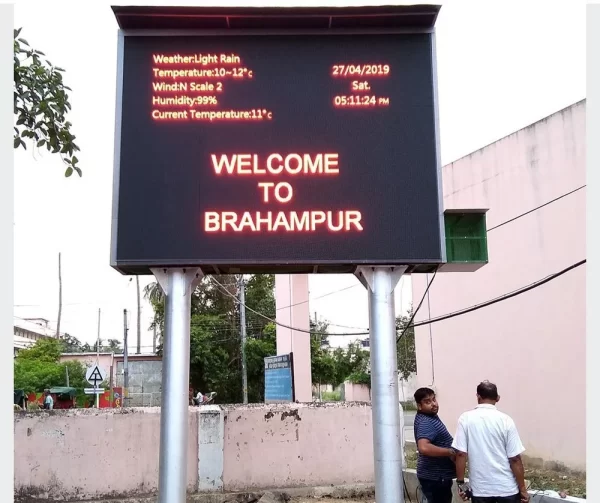 Weather:Light Rain
Temperature:10~12°c
Wind:N Scale 2
Humidity:99%
Current Temperature:11°c
27/04/2019
Sat.
05:11:24 PM
WELCOME
TO
BRAHAMPUR